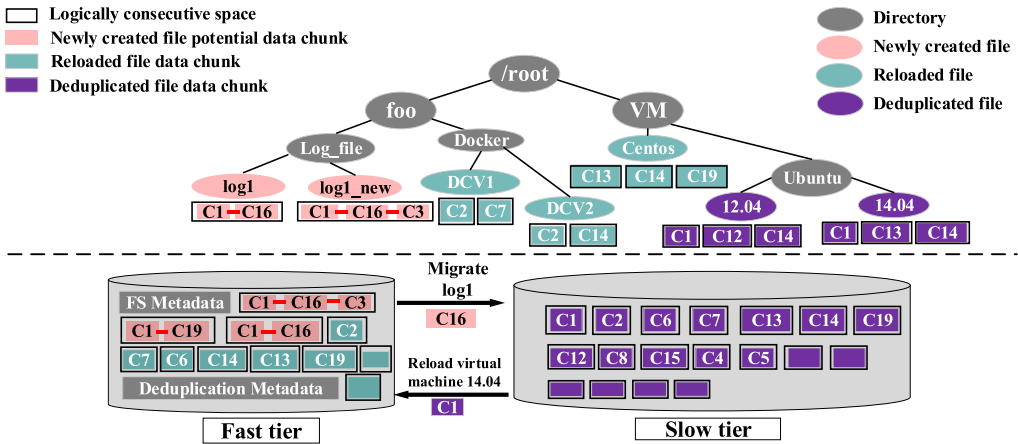 Logically consecutive space
Newly created file potential data chunk
Reloaded file data chunk
Deduplicated file data chunk
Directory
Newly created file
Reloaded file
Deduplicated file
/root
foo
VM
Log_file
Docker
Centos
Ubuntu
C13 C14 C19
log1
log1_new
DCV1
DCV2
12.04
14.04
C1 C16
C1 C16 C3
C2 C7
C2 C14
C1 C12 C14
C1 C13 C14
FS Metadata
C1 C16 C3
C1 C19
C1 C16
C2
C7 C6 C14 C13 C19
Deduplication Metadata
Fast tier
Migrate
log1
C16
Reload virtual
machine 14.04
C1
C1 C2 C6 C7 C13 C14 C19
C12 C8 C15 C4 C5
Slow tier